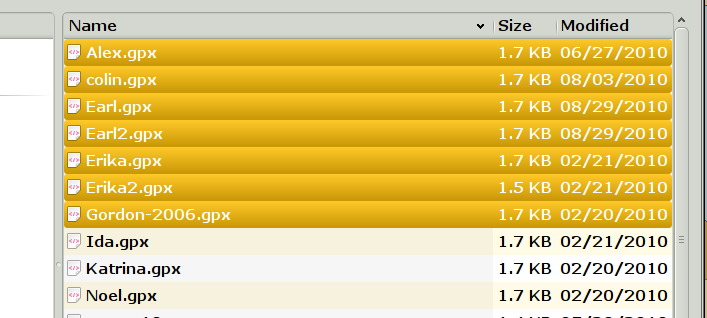 Name Size Modified
Alex.gpx 1.7 KB 06/27/2010
colin.gpx 1.7 KB 08/03/2010
Earl.gpx 1.7 KB 08/29/2010
Earl2.gpx 1.7 KB 08/29/2010
Erika.gpx 1.7 KB 02/21/2010
Erika2.gpx 1.5 KB 02/21/2010
Gordon-2006.gpx 1.7 KB 02/20/2010
Ida.gpx 1.7 KB 02/21/2010
Katrina.gpx 1.7 KB 02/20/2010
Noel.gpx 1.7 KB 02/20/2010